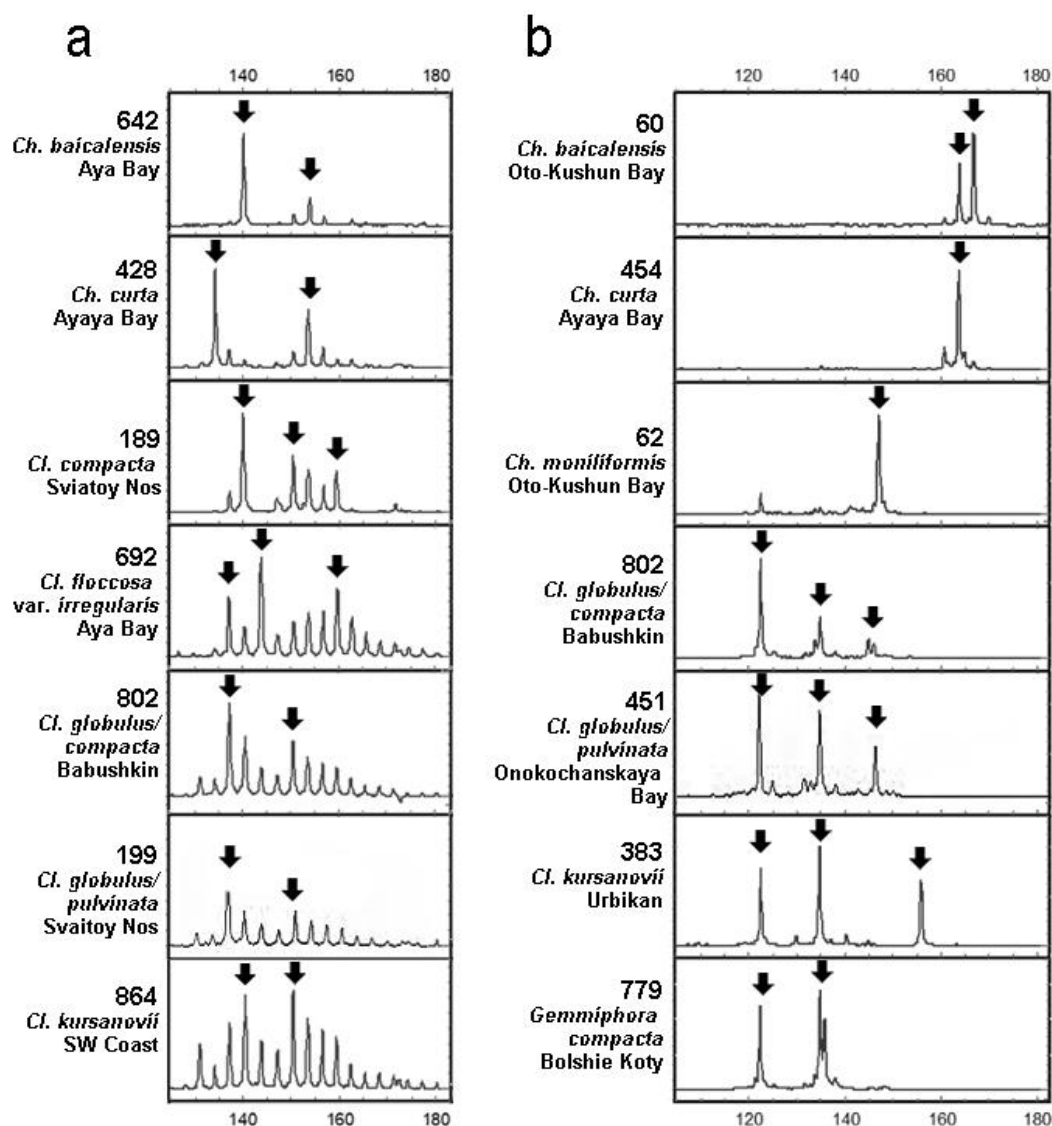 a
140 160 180
642
Ch. baicalensis
Aya Bay
428
Ch. curta
Ayaya Bay
189
Cl. compacta
Sviatoy Nos
692
Cl. floccosa
var. irregularis
Aya Bay
802
Cl. globulus/
compacta
Babushkin
199
Cl. globulus/
pulvinata
Svaitoy Nos
864
Cl. kursanovii
SW Coast
140 160 180
b
120 140 160 180
60
Ch. baicalensis
Oto-Kushun Bay
454
Ch. curta
Ayaya Bay
62
Ch. moniliformis
Oto-Kushun Bay
802
Cl. globulus/
compacta
Babushkin
451
Cl. globulus/
pulvinata
Onokochanskaya
Bay
383
Cl. kursanovii
Urbikan
779
Gemmiphora
compacta
Bolshie Koty
120 140 160 180